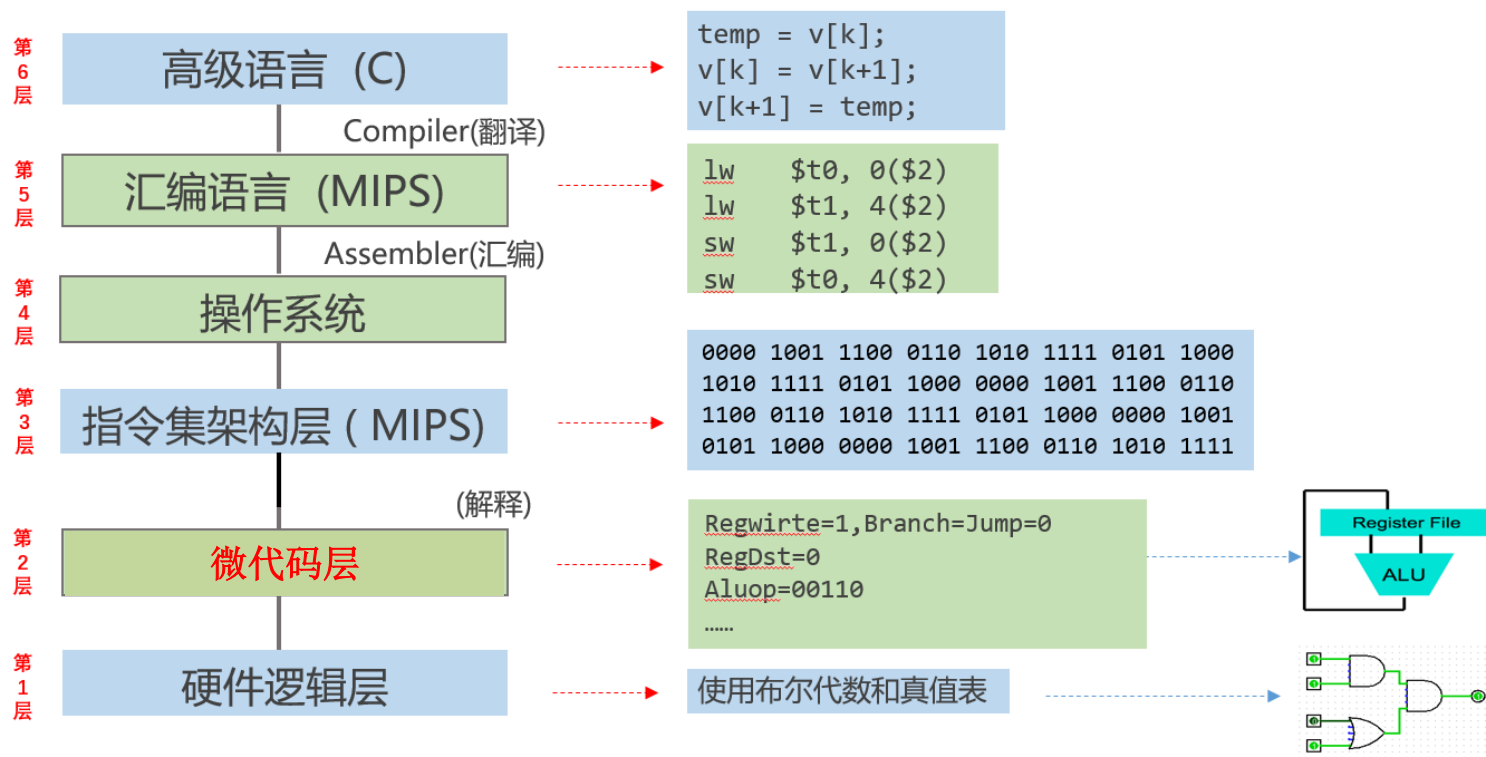 第6层
高级语言 (C)
temp = v[k];
v[k] = v[k+1];
v[k+1] = temp;
Compiler(翻译)
第5层
汇编语言 (MIPS)
lw $t0, 0($2)
lw $t1, 4($2)
sw $t1, 0($2)
sw $t0, 4($2)
Assembler(汇编)
第4层
操作系统
第3层
指令集架构层 ( MIPS)
0000 1001 1100 0110 1010 1111 0101 1000
1010 1111 0101 1000 0000 1001 1100 0110
1100 0110 1010 1111 0101 1000 0000 1001
0101 1000 0000 1001 1100 0110 1010 1111
(解释)
第2层
微代码层
Regwirte=1,Branch=Jump=0
RegDst=0
Aluop=00110
……
Register File
ALU
第1层
硬件逻辑层
使用布尔代数和真值表